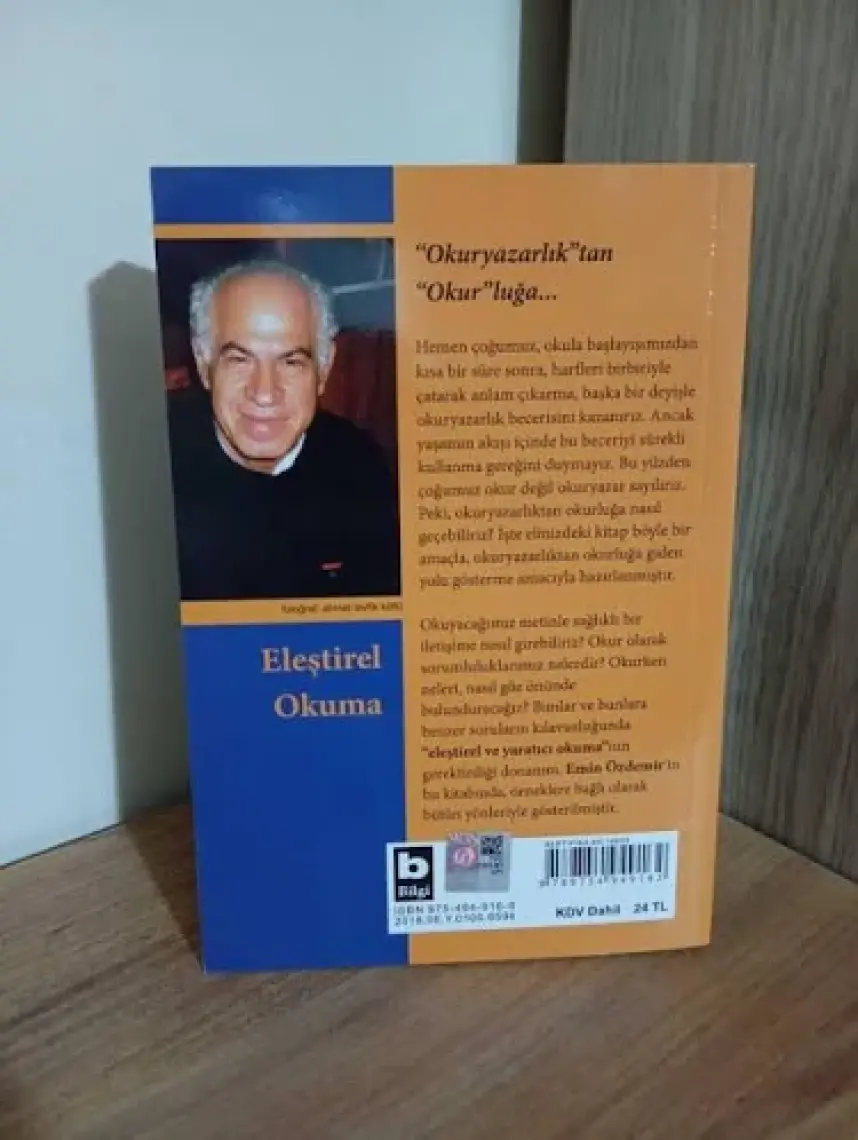 “Okuryazarlık”tan
“Okur”luğa...
Hemen çoğumuz, okula başlayışımızdan
kısa bir süre sonra, harfleri birbiriyle
çatarak anlam çıkarma, başka bir deyişle
okuryazarlık becerisini kazanırız. Ancak
yaşamın akışı içinde bu beceriyi sürekli
kullanma gereğini duymayız. Bu yüzden
çoğumuz okur değil okuryazar sayılırız.
Peki, okuryazarlıktan okurluğa nasıl
geçebiliriz? İşte elinizdeki kitap böyle bir
amaçla, okuryazarlıktan okurluğa giden
yolu gösterme amacıyla hazırlanmıştır.
Okuyacağımız metinle sağlıklı bir
iletişime nasıl girebiliriz? Okur olarak
sorumluluklarımız nelerdir? Okurken
neleri, nasıl göz önünde
bulunduracağız? Bunlar ve bunlara
benzer soruların kılavuzluğunda
“eleştirel ve yaratıcı okuma”nın
gerektirdiği donanım, Emin Özdemir'in
bu kitabında, örneklere bağlı olarak
bütün yönleriyle gösterilmiştir.
fotoğraf:
Eleştirel
Okuma
b
Bilgi
ISBN
KDV Dahil 24 TL